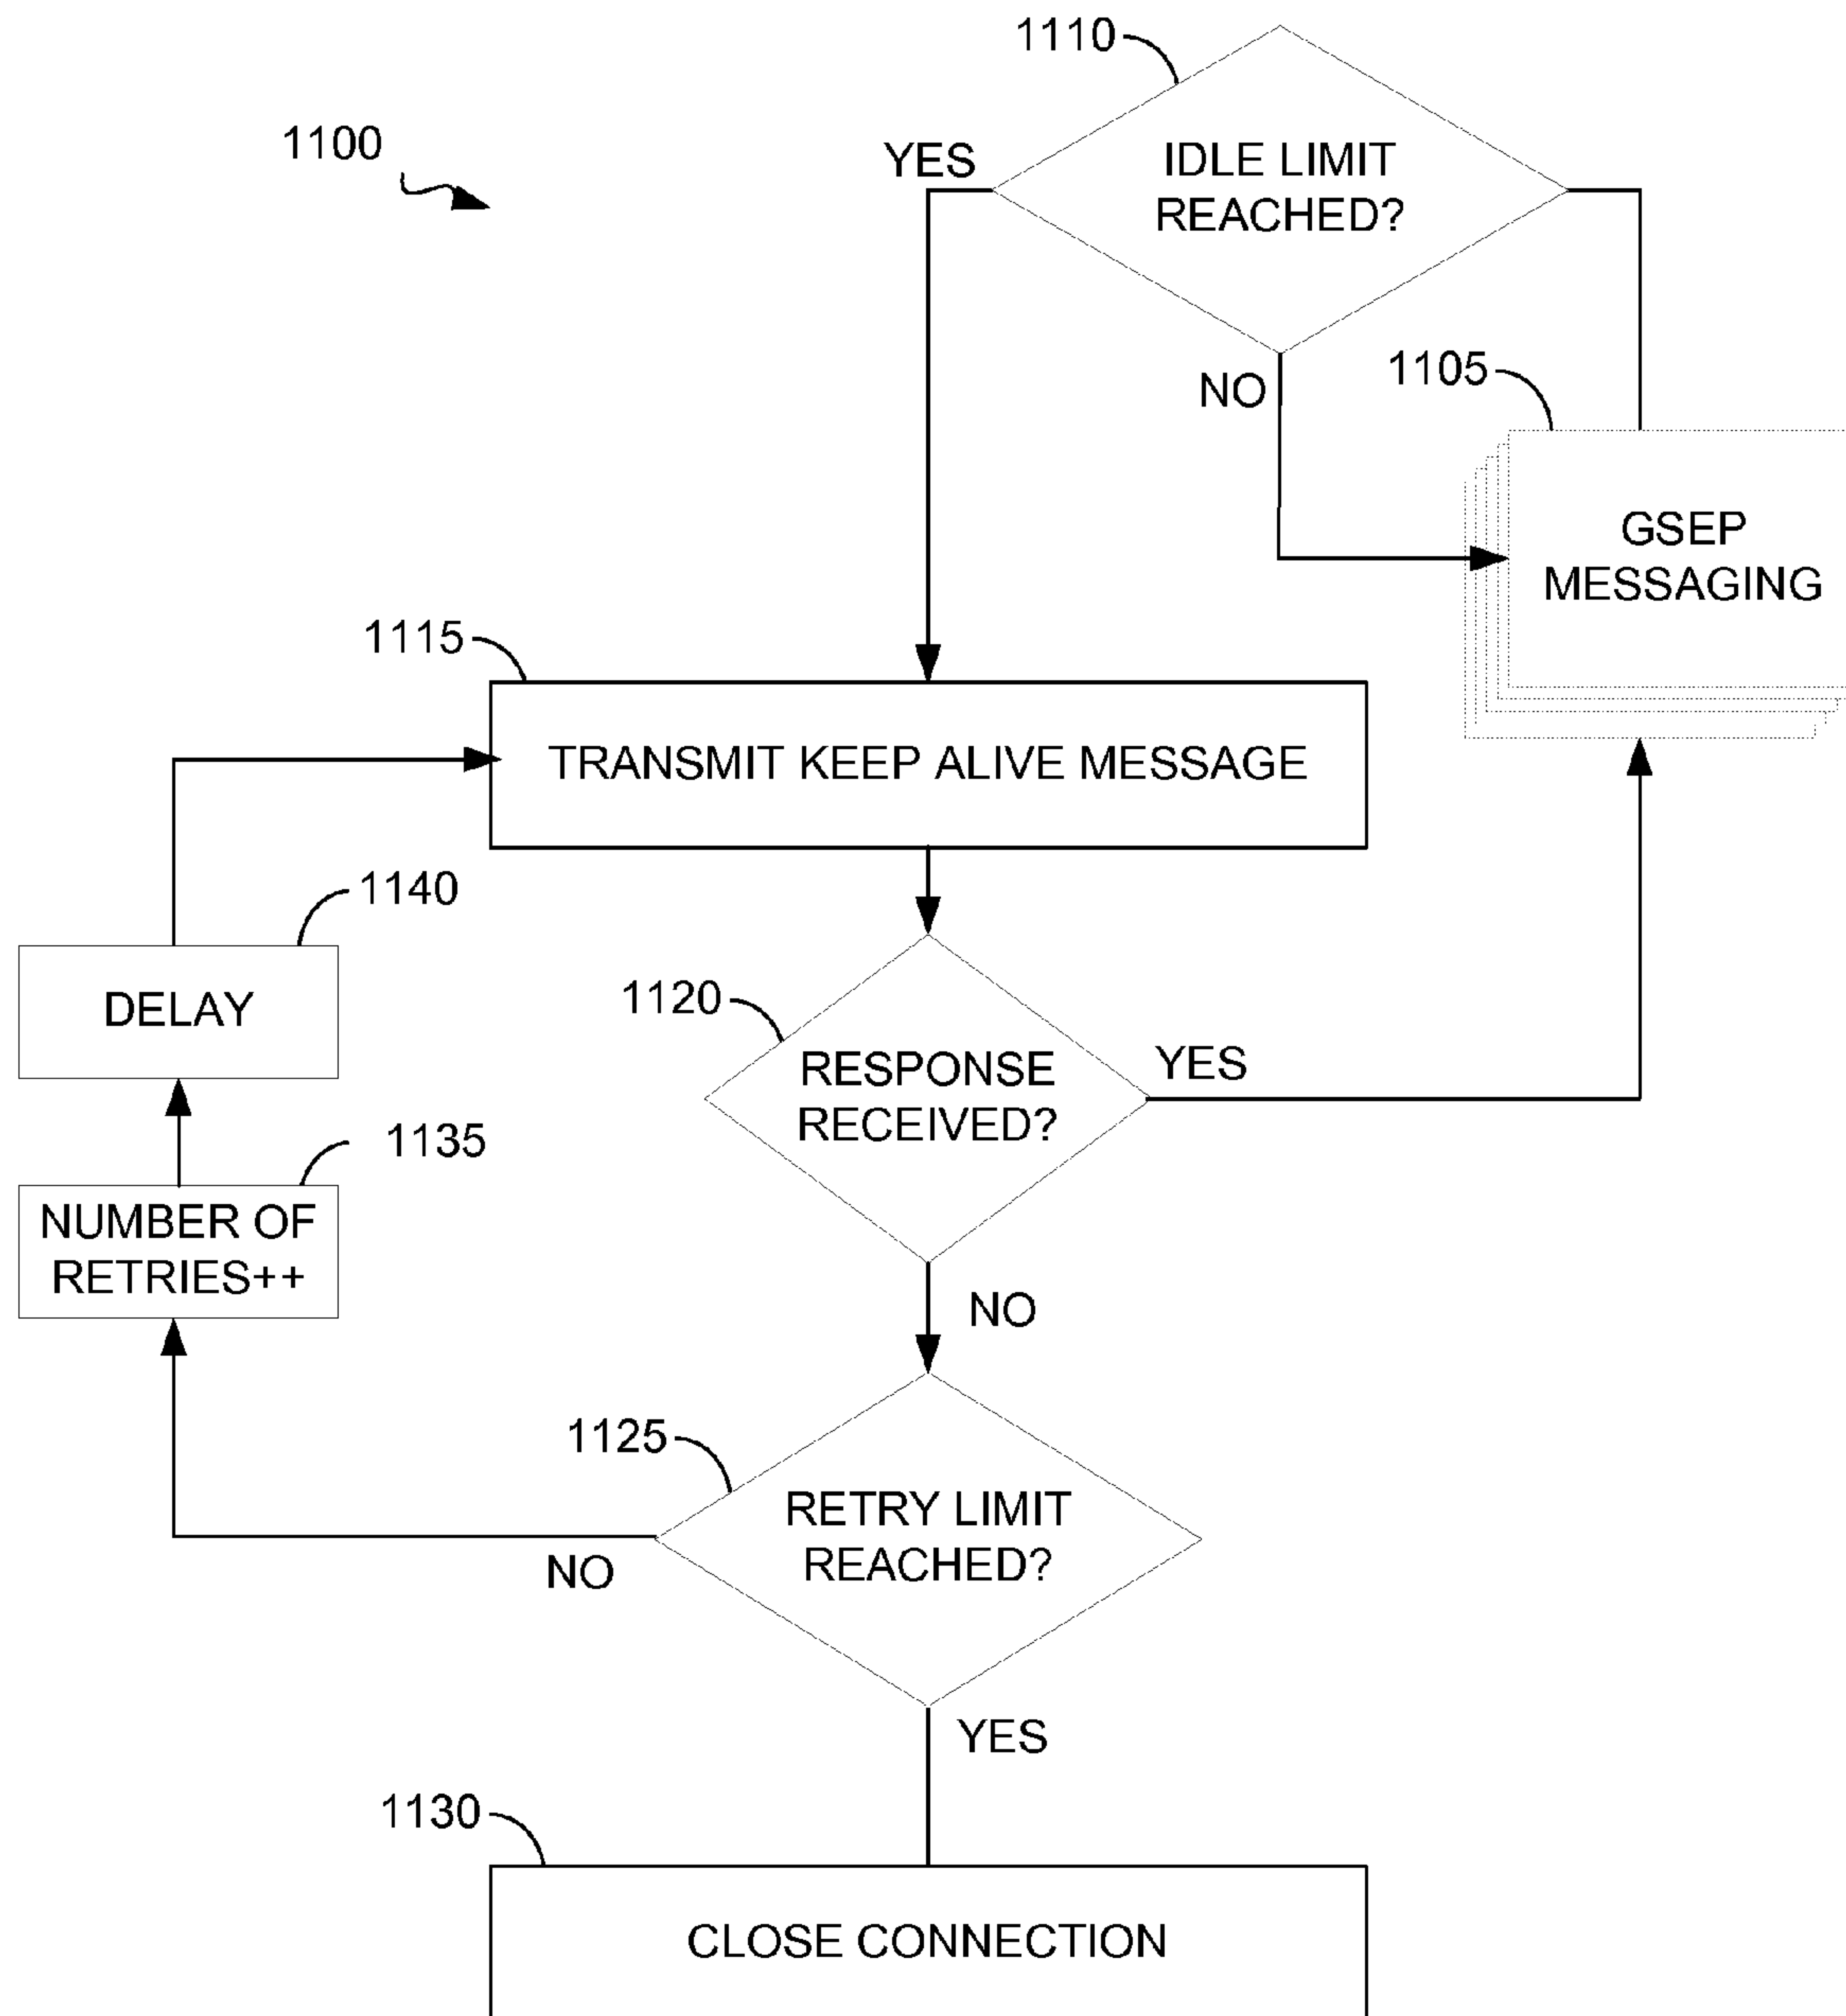 1110
1100
YES
IDLE LIMIT
REACHED?
NO
1105
GSEP
MESSAGING
1115
TRANSMIT KEEP ALIVE MESSAGE
1140
DELAY
1120
RESPONSE
RECEIVED?
YES
1135
NUMBER OF
RETRIES++
NO
1125
RETRY LIMIT
REACHED?
NO
YES
1130
CLOSE CONNECTION